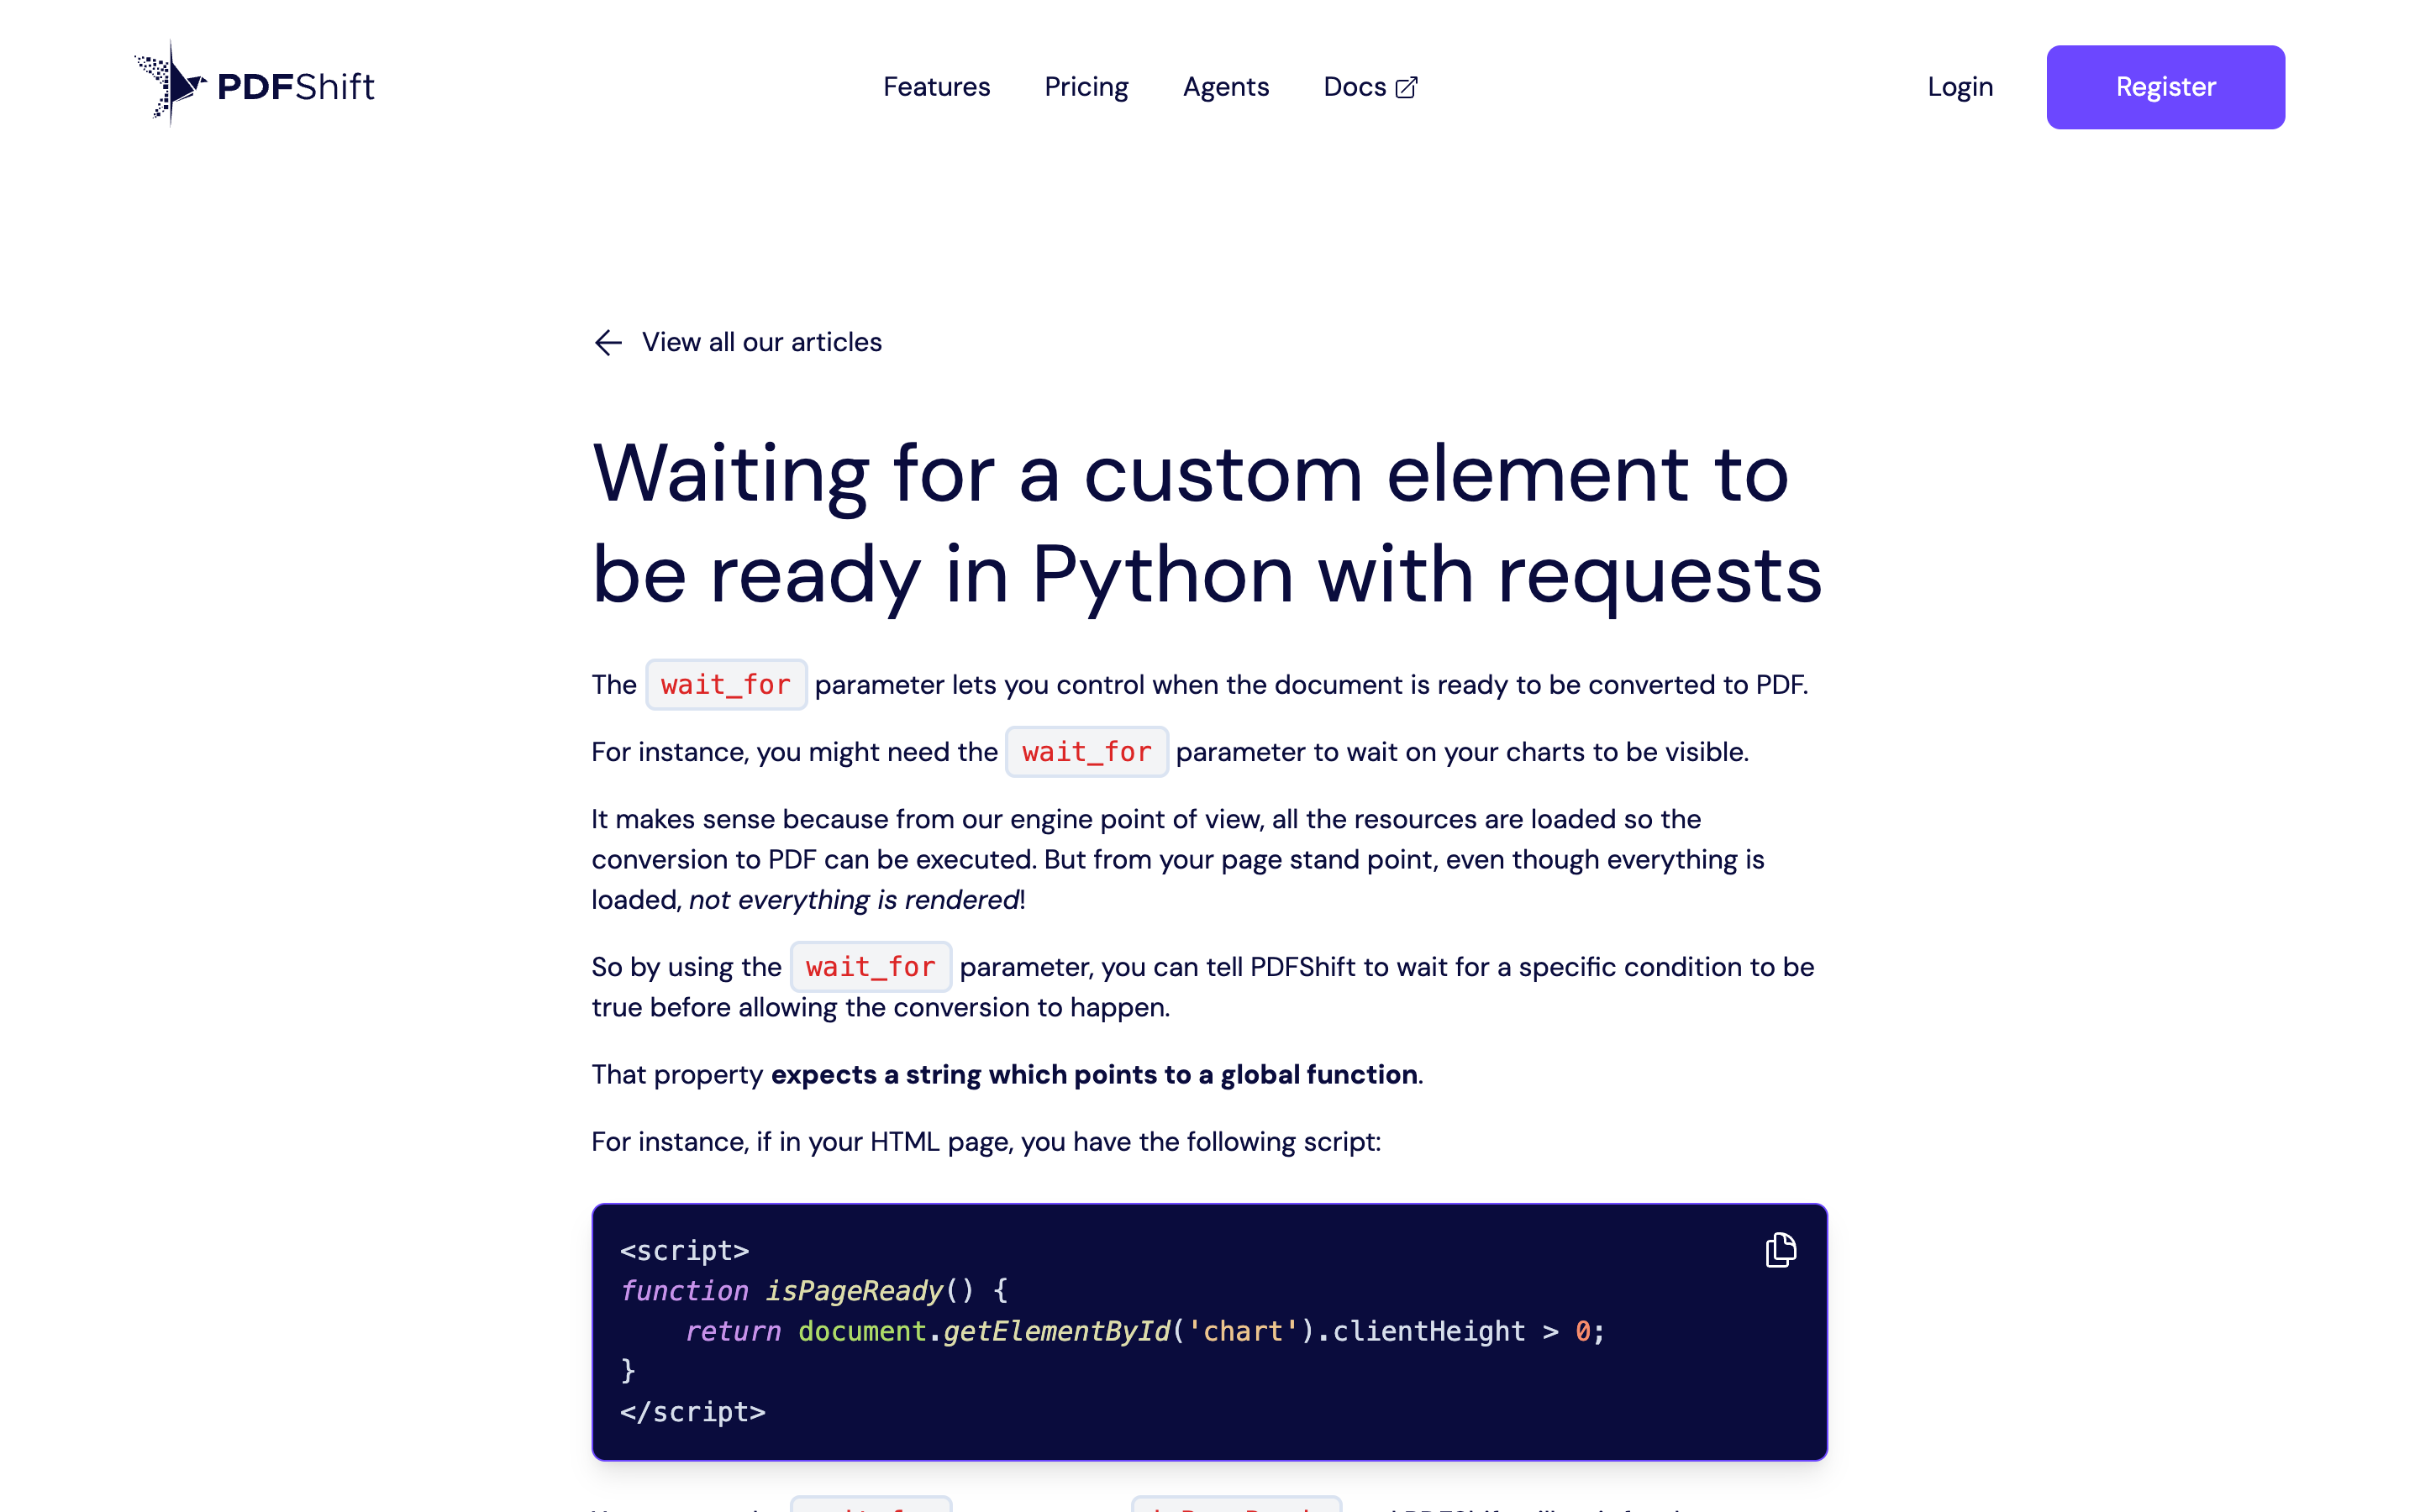 PDFShift
Features
Pricing
Agents
Docs
Login
Register
View all our articles
Waiting for a custom element to
be ready in Python with requests
The wait_for parameter lets you control when the document is ready to be converted to PDF.
For instance, you might need the wait_for parameter to wait on your charts to be visible.
It makes sense because from our engine point of view, all the resources are loaded so the
conversion to PDF can be executed. But from your page stand point, even though everything is
loaded, not everything is rendered!
So by using the wait_for parameter, you can tell PDFShift to wait for a specific condition to be
true before allowing the conversion to happen.
That property expects a string which points to a global function.
For instance, if in your HTML page, you have the following script:
<script>
function isPageReady() {
    return document.getElementById('chart').clientHeight > 0;
}
</script>